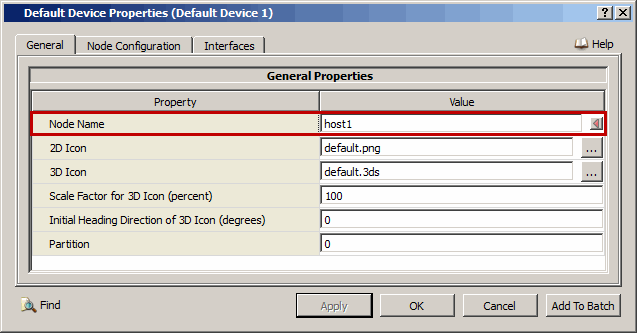 Default Device Properties (Default Device 1)
General Node Configuration Interfaces Help
General Properties
Property Value
Node Name host1
2D Icon default.png ...
3D Icon default.3ds ...
Scale Factor for 3D Icon (percent) 100
Initial Heading Direction of 3D Icon (degrees) 0
Partition 0
Find Apply OK Cancel Add To Batch